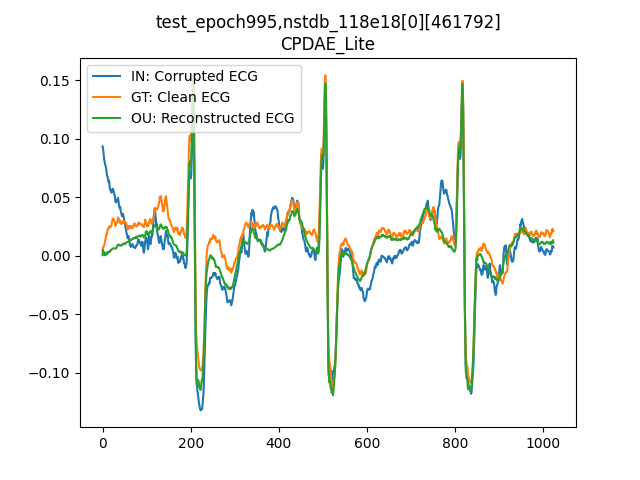 test_epoch995,nstdb_118e18[0][461792]
CPDAE_Lite
IN: Corrupted ECG
GT: Clean ECG
OU: Reconstructed ECG
0.15
0.10
0.05
0.00
−0.05
−0.10
0
200
400
600
800
1000